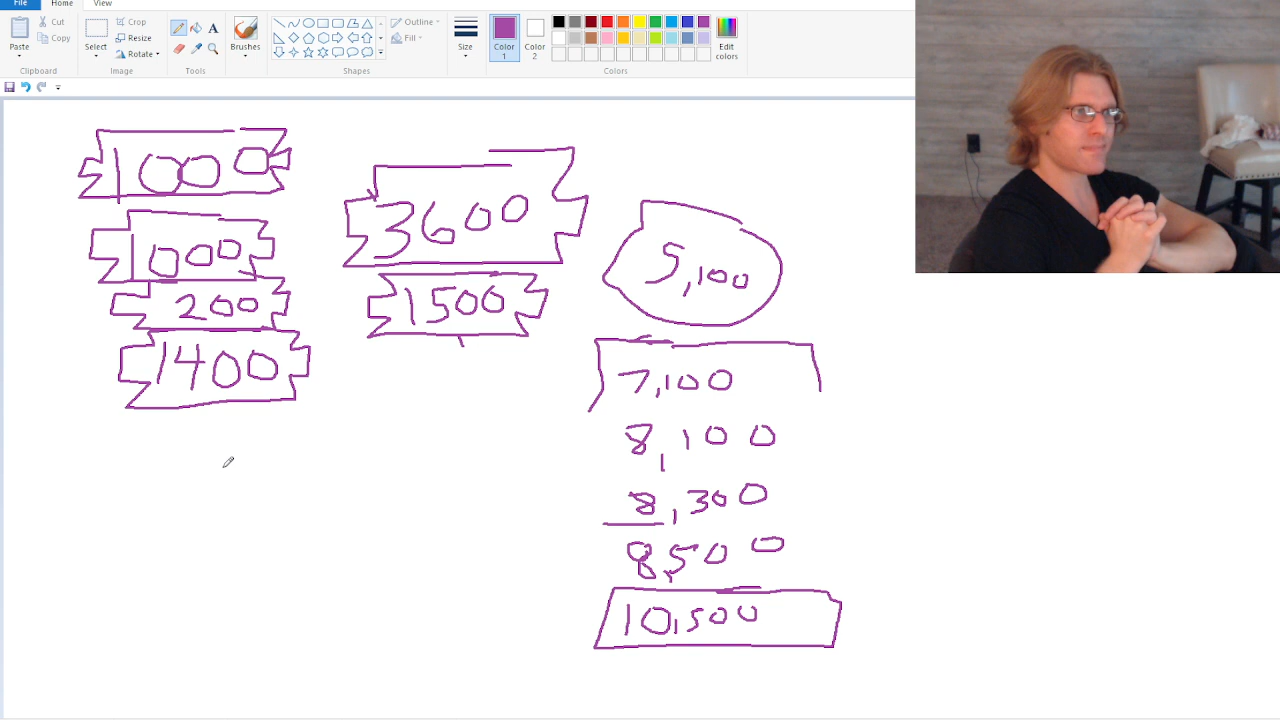 File Home View
Cut
Copy
Paste
Clipboard
Select
Crop
Resize
Rotate
Image
A
Tools
Brushes
Outline
Fill
Shapes
Size
Color 1
Color 2
Edit colors
Colors
1000
1000
200
1400
3600
1500
5,100
7,100
8,100
8,300
8,500
10,500